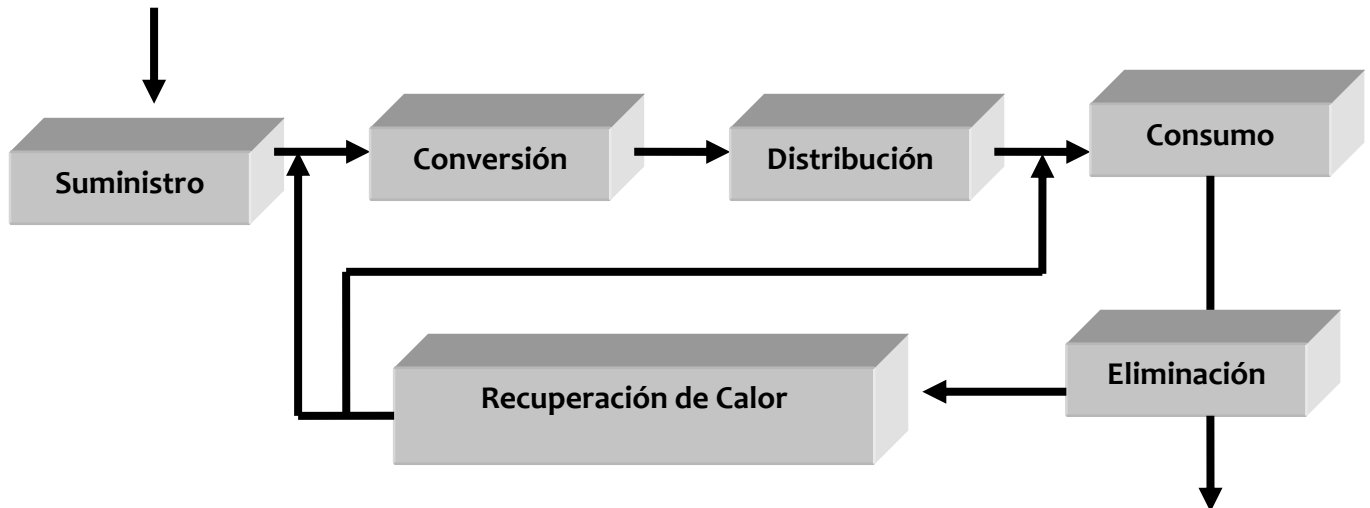 Suministro
Conversión
Distribución
Consumo
Recuperación de Calor
Eliminación